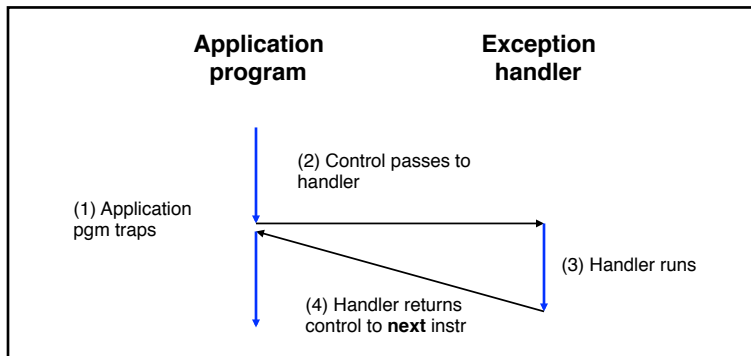 Application
program
Exception
handler
(2) Control passes to
handler
(1) Application
pgm traps
(3) Handler runs
(4) Handler returns
control to next instr